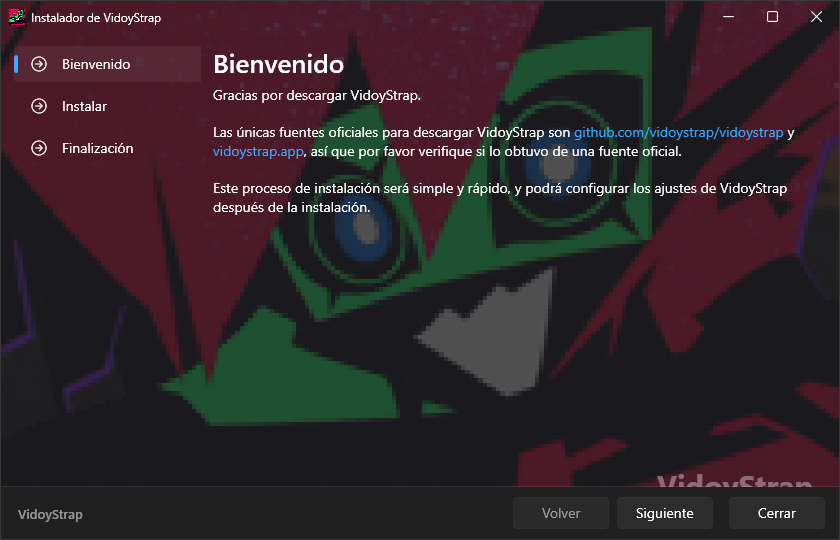 Instalador de VidoyStrap
Bienvenido
Instalar
Finalización
Bienvenido
Gracias por descargar VidoyStrap.
Las únicas fuentes oficiales para descargar VidoyStrap son github.com/vidoystrap/vidoystrap y
vidoystrap.app, así que por favor verifique si lo obtuvo de una fuente oficial.
Este proceso de instalación será simple y rápido, y podrá configurar los ajustes de VidoyStrap
después de la instalación.
VidoyStrap
VidoyStrap
Volver
Siguiente
Cerrar